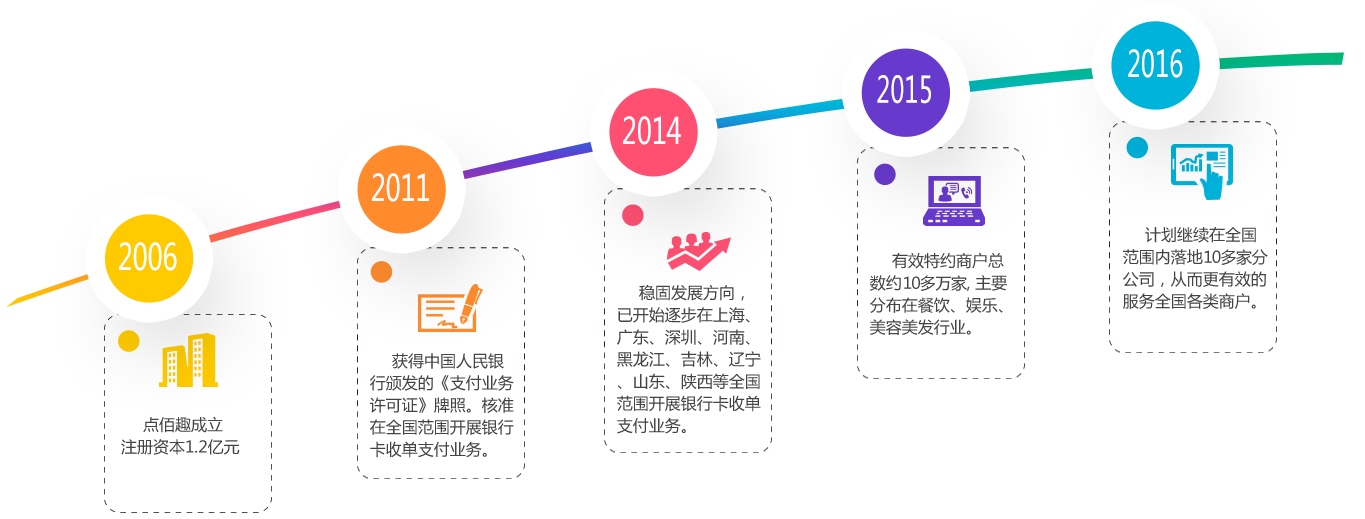 2006
点佰趣成立
注册资本1.2亿元
2011
获得中国人民银
行颁发的《支付业务
许可证》牌照。核准
在全国范围开展银行
卡收单支付业务。
2014
稳固发展方向，
已开始逐步在上海、
广东、深圳、河南、
黑龙江、吉林、辽宁
、山东、陕西等全国
范围开展银行卡收单
支付业务。
2015
有效特约商户总
数约10多万家, 主要
分布在餐饮、娱乐、
美容美发行业。
2016
计划继续在全国
范围内落地10多家分
公司，从而更有效的
服务全国各类商户。